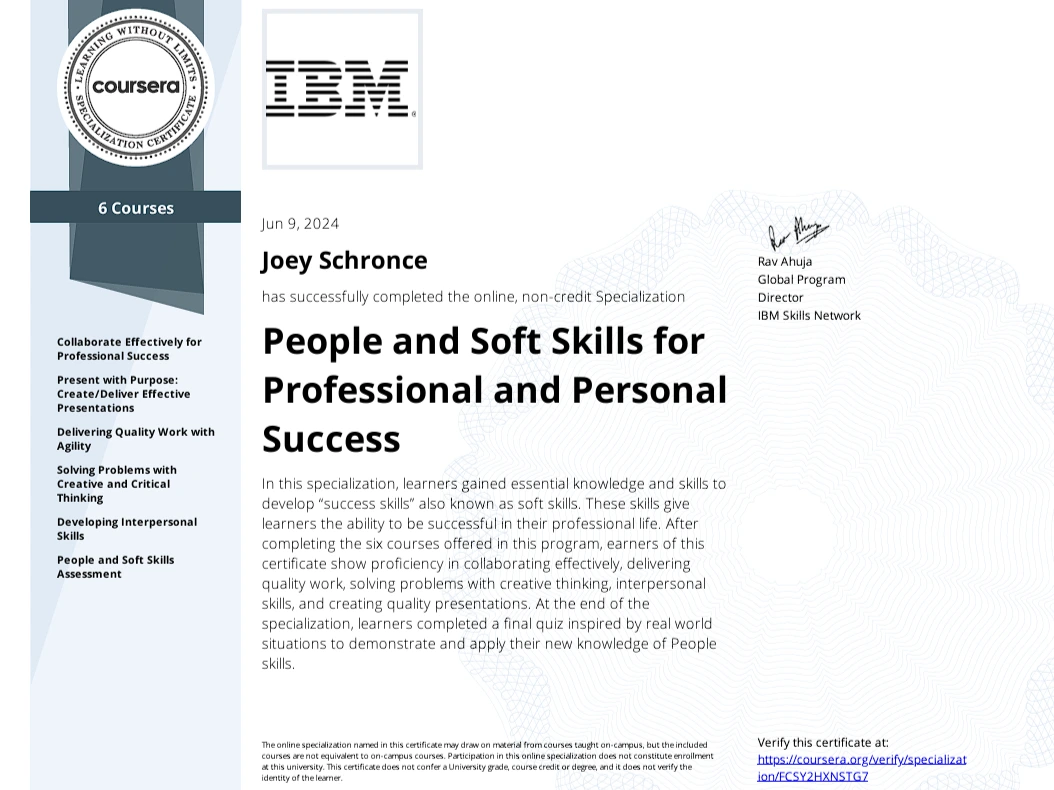 LEARNING WITHOUT LIMITS
coursera
SPECIALIZATION CERTIFICATE
IBM
6 Courses
Collaborate Effectively for
Professional Success
Present with Purpose:
Create/Deliver Effective
Presentations
Delivering Quality Work with
Agility
Solving Problems with
Creative and Critical
Thinking
Developing Interpersonal
Skills
People and Soft Skills
Assessment
Jun 9, 2024
Joey Schronce
has successfully completed the online, non-credit Specialization
People and Soft Skills for
Professional and Personal
Success
In this specialization, learners gained essential knowledge and skills to
develop “success skills” also known as soft skills. These skills give
learners the ability to be successful in their professional life. After
completing the six courses offered in this program, earners of this
certificate show proficiency in collaborating effectively, delivering
quality work, solving problems with creative thinking, interpersonal
skills, and creating quality presentations. At the end of the
specialization, learners completed a final quiz inspired by real world
situations to demonstrate and apply their new knowledge of People
skills.
The online specialization named in this certificate may draw on material from courses taught on-campus, but the included
courses are not equivalent to on-campus courses. Participation in this online specialization does not constitute enrollment
at this university. This certificate does not confer a University grade, course credit or degree, and it does not verify the
identity of the learner.
Rav Ahuja
Rav Ahuja
Global Program
Director
IBM Skills Network
Verify this certificate at:
https://coursera.org/verify/specializat
ion/FCSY2HXNSTG7